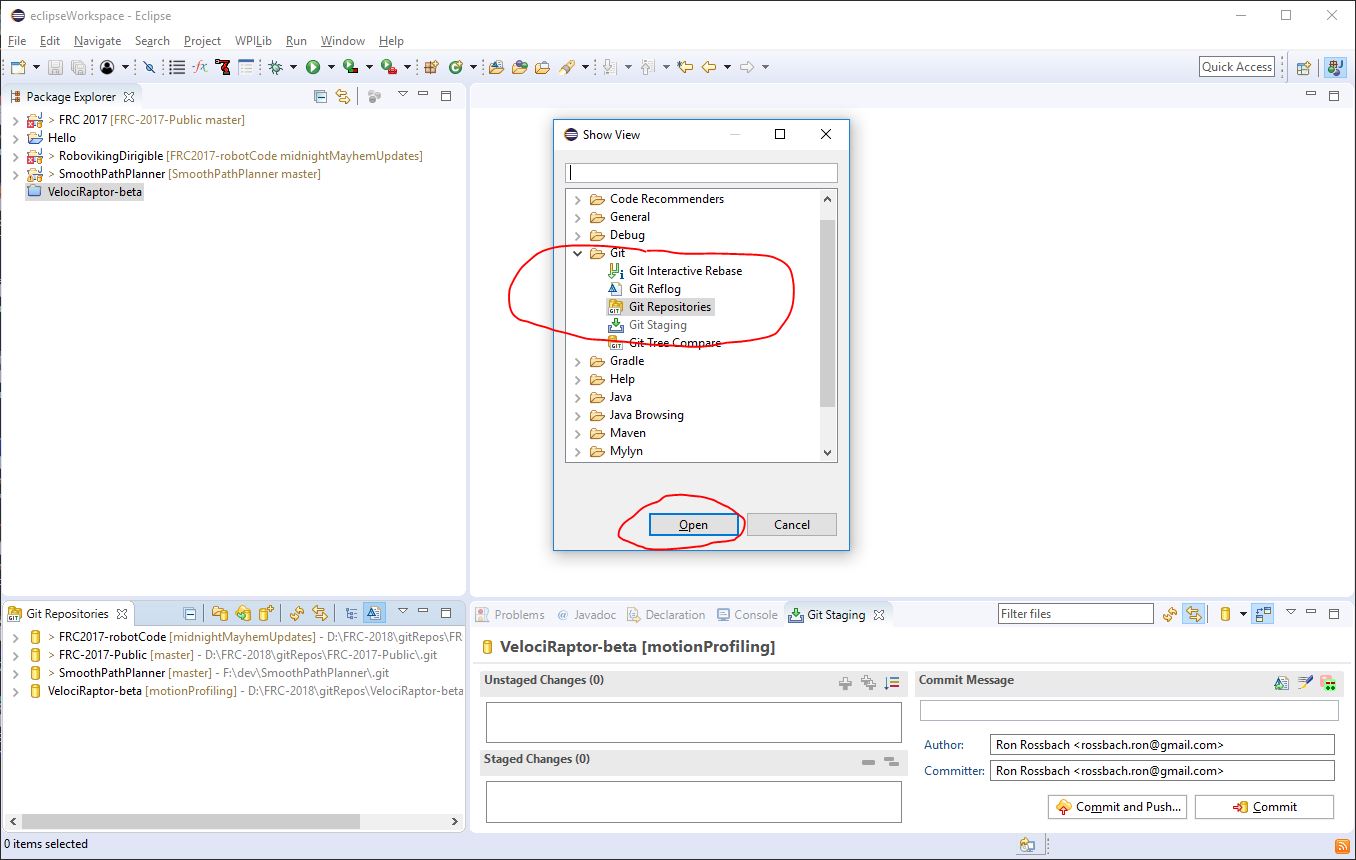 eclipseWorkspace - Eclipse
File Edit Navigate Search Project WPILib Run Window Help
Quick Access
Package Explorer
> FRC 2017 [FRC-2017-Public master]
Hello
> RobovikingDirigible [FRC2017-robotCode midnightMayhemUpdates]
> SmoothPathPlanner [SmoothPathPlanner master]
VelociRaptor-beta
Show View
Code Recommenders
General
Debug
Git
Git Interactive Rebase
Git Reflog
Git Repositories
Git Staging
Git Tree Compare
Gradle
Help
Java
Java Browsing
Maven
Mylyn
Open Cancel
Git Repositories
> FRC2017-robotCode [midnightMayhemUpdates] - D:\FRC-2018\gitRepos\FR
> FRC-2017-Public [master] - D:\FRC-2018\gitRepos\FRC-2017-Public\.git
> SmoothPathPlanner [master] - F:\dev\SmoothPathPlanner\.git
VelociRaptor-beta [motionProfiling] - D:\FRC-2018\gitRepos\VelociRaptor-beta
Problems @ Javadoc Declaration Console Git Staging Filter files
VelociRaptor-beta [motionProfiling]
Unstaged Changes (0)
Staged Changes (0)
Commit Message
Author: Ron Rossbach <rossbach.ron@gmail.com>
Committer: Ron Rossbach <rossbach.ron@gmail.com>
Commit and Push... Commit
0 items selected